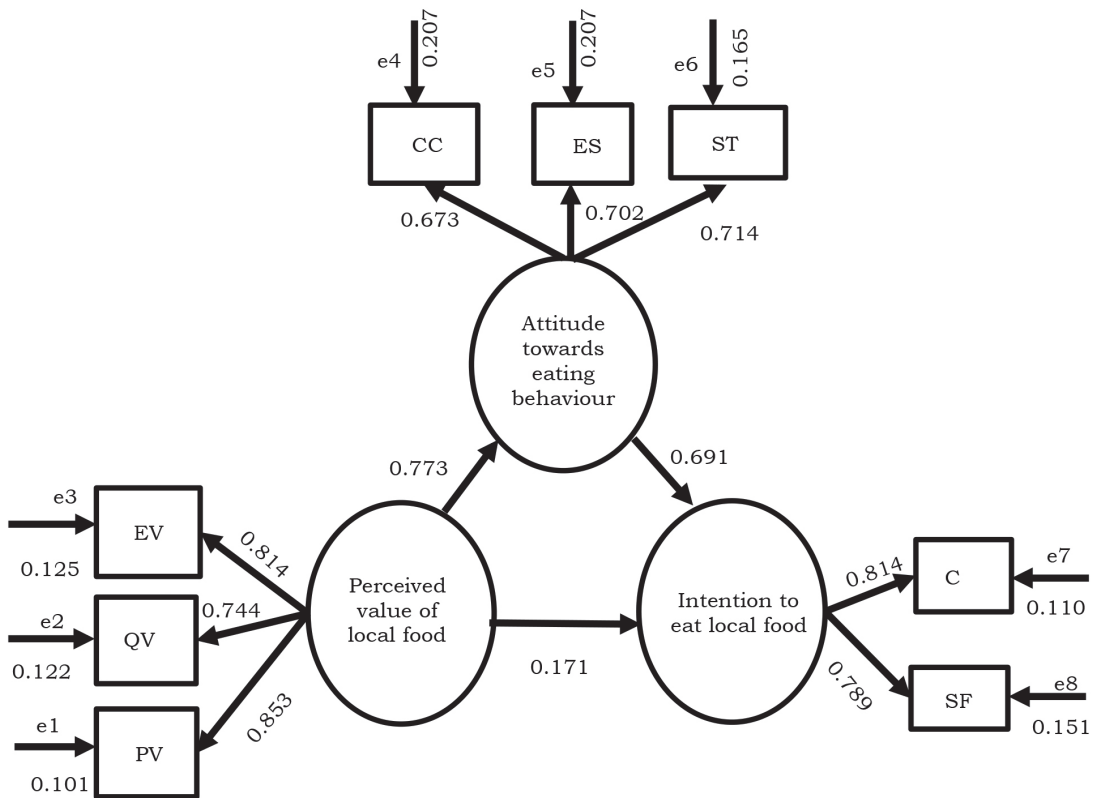 e4
0.207
e5
0.207
e6
0.165
CC
ES
ST
0.673
0.702
0.714
Attitude
towards
eating
behaviour
0.773
0.691
e3
0.125
EV
0.814
e2
0.122
QV
0.744
e1
0.101
PV
0.853
Perceived
value of
local food
0.171
Intention to
eat local food
0.814
C
e7
0.110
0.789
SF
e8
0.151